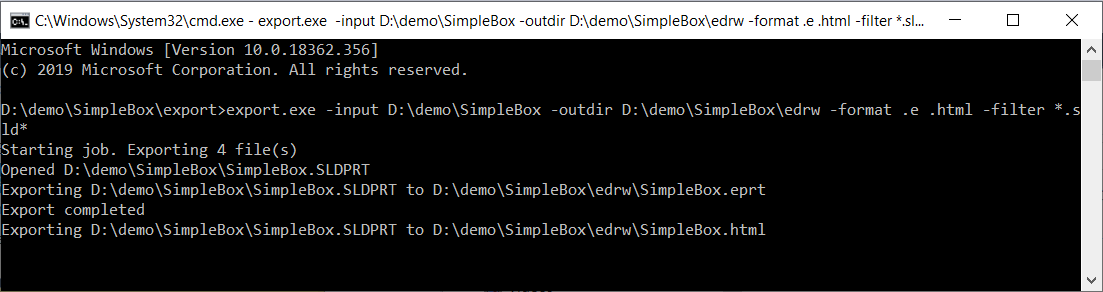 C:\Windows\System32\cmd.exe - export.exe  -input D:\demo\SimpleBox -outdir D:\demo\SimpleBox\edrw -format .e .html -filter *.sl...
Microsoft Windows [Version 10.0.18362.356]
(c) 2019 Microsoft Corporation. All rights reserved.
D:\demo\SimpleBox\export>export.exe -input D:\demo\SimpleBox -outdir D:\demo\SimpleBox\edrw -format .e .html -filter *.s
ld*
Starting job. Exporting 4 file(s)
Opened D:\demo\SimpleBox\SimpleBox.SLDPRT
Exporting D:\demo\SimpleBox\SimpleBox.SLDPRT to D:\demo\SimpleBox\edrw\SimpleBox.eprt
Export completed
Exporting D:\demo\SimpleBox\SimpleBox.SLDPRT to D:\demo\SimpleBox\edrw\SimpleBox.html